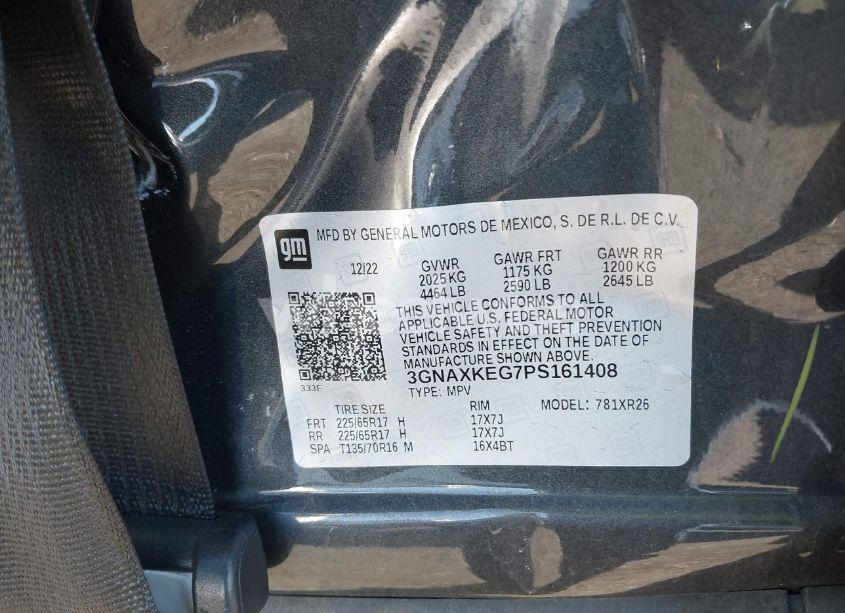 gm MFD BY GENERAL MOTORS DE MEXICO, S. DE R.L. DE C.V.
12/22 GVWR GAWR FRT GAWR RR
2025 KG 1175 KG 1200 KG
4464 LB 2590 LB 2645 LB
THIS VEHICLE CONFORMS TO ALL
APPLICABLE U.S. FEDERAL MOTOR
VEHICLE SAFETY AND THEFT PREVENTION
STANDARDS IN EFFECT ON THE DATE OF
MANUFACTURE SHOWN ABOVE.
333E 3GNAXKEG7PS161408
TYPE: MPV
TIRE SIZE RIM MODEL: 781XR26
FRT 225/65R17 H 17X7J
RR 225/65R17 H 17X7J
SPA T135/70R16 M 16X4BT